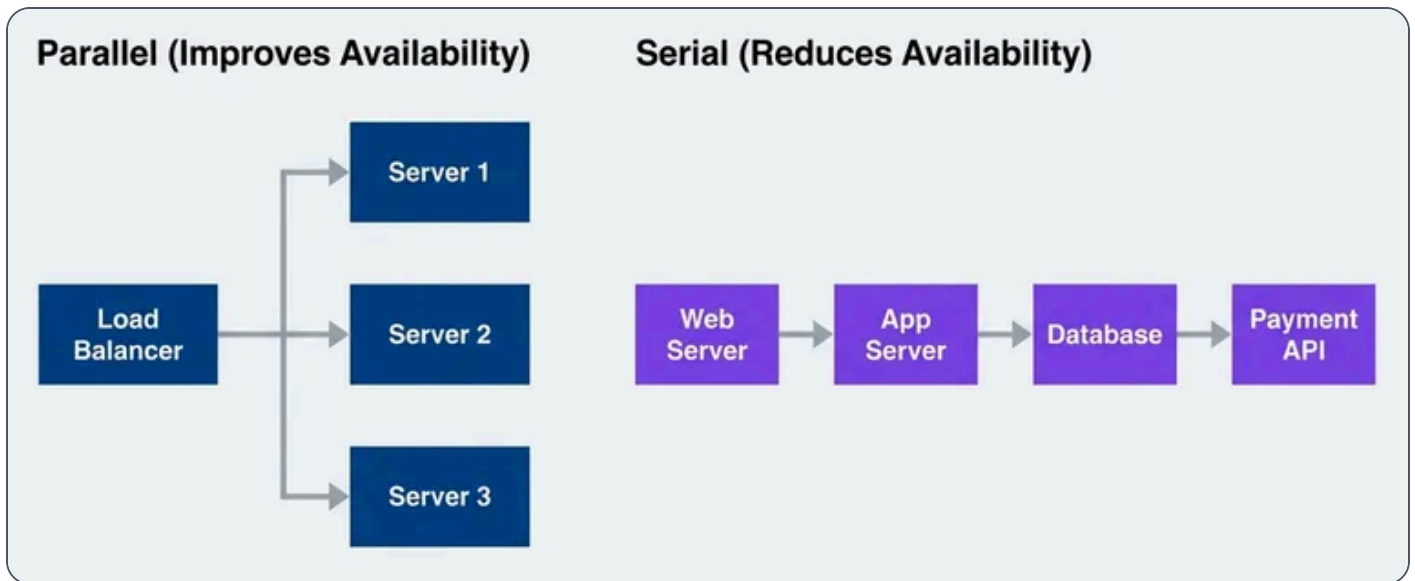 Parallel (Improves Availability)
Server 1
Load
Balancer
Server 2
Server 3
Serial (Reduces Availability)
Web
Server
App
Server
Database
Payment
API